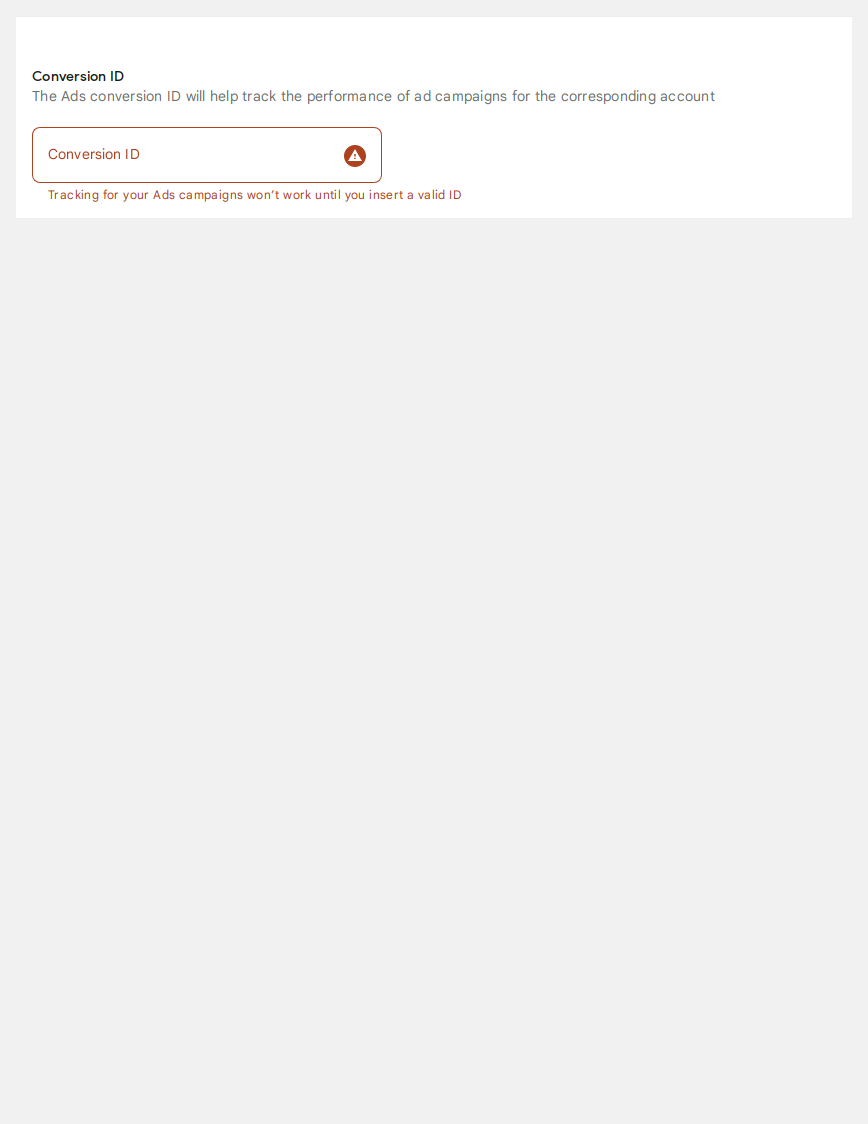 Conversion ID
The Ads conversion ID will help track the performance of ad campaigns for the corresponding account
Conversion ID
Tracking for your Ads campaigns won’t work until you insert a valid ID